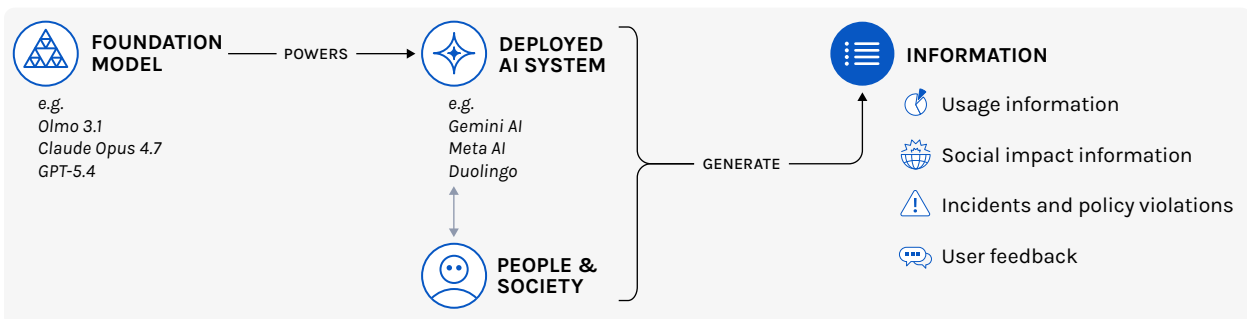 FOUNDATION
MODEL
e.g.
Olmo 3.1
Claude Opus 4.7
GPT-5.4
POWERS
DEPLOYED
AI SYSTEM
e.g.
Gemini AI
Meta AI
Duolingo
PEOPLE &
SOCIETY
GENERATE
INFORMATION
Usage information
Social impact information
Incidents and policy violations
User feedback